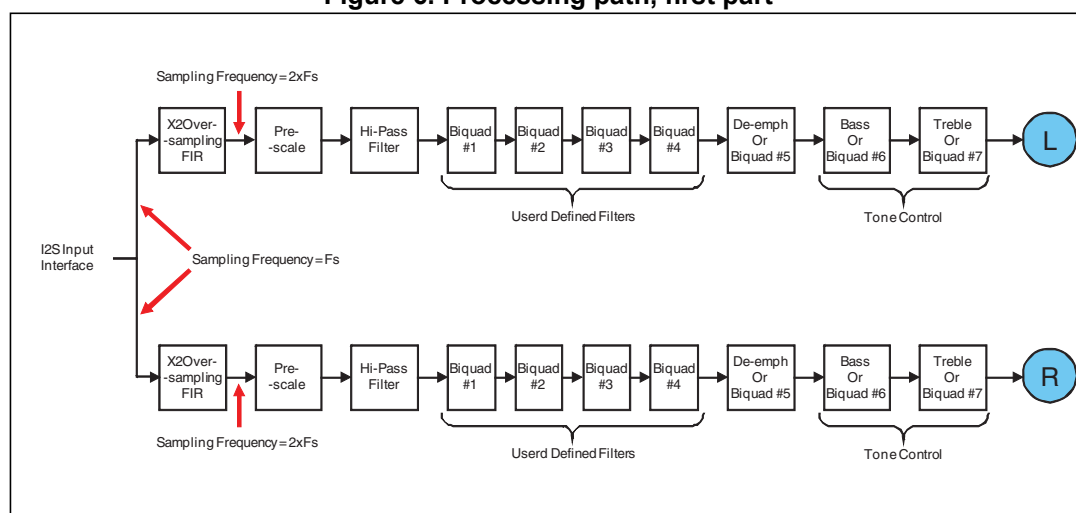 Figure Processing path, first part
Sampling Frequency=2xFs
X2Over-
-sampling
FIR
Pre-
-scale
Hi-Pass
Filter
Biquad
#1
Biquad
#2
Biquad
#3
Biquad
#4
De-emph
Or
Biquad #5
Bass
Or
Biquad #6
Treble
Or
Biquad #7
L
Userd Defined Filters
Tone Control
I2S Input
Interface
Sampling Frequency=Fs
X2Over-
-sampling
FIR
Pre-
-scale
Hi-Pass
Filter
Biquad
#1
Biquad
#2
Biquad
#3
Biquad
#4
De-emph
Or
Biquad #5
Bass
Or
Biquad #6
Treble
Or
Biquad #7
R
Sampling Frequency=2xFs
Userd Defined Filters
Tone Control